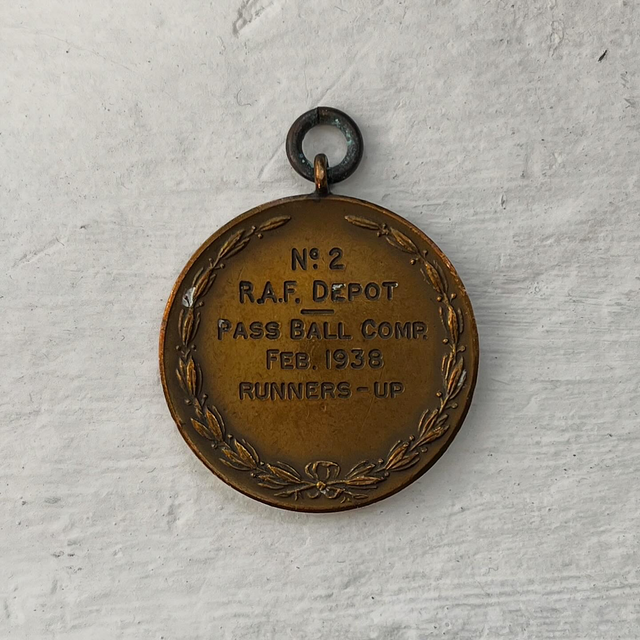 No. 2
R.A.F. DEPOT
PASS BALL COMP.
FEB. 1938
RUNNERS-UP